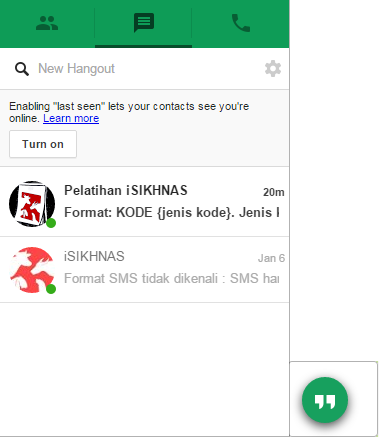 New Hangout
Enabling "last seen" lets your contacts see you're
online. Learn more
Turn on
Pelatihan iSIKHNAS
20m
Format: KODE {jenis kode}. Jenis
iSIKHNAS
Jan 6
Format SMS tidak dikenali : SMS